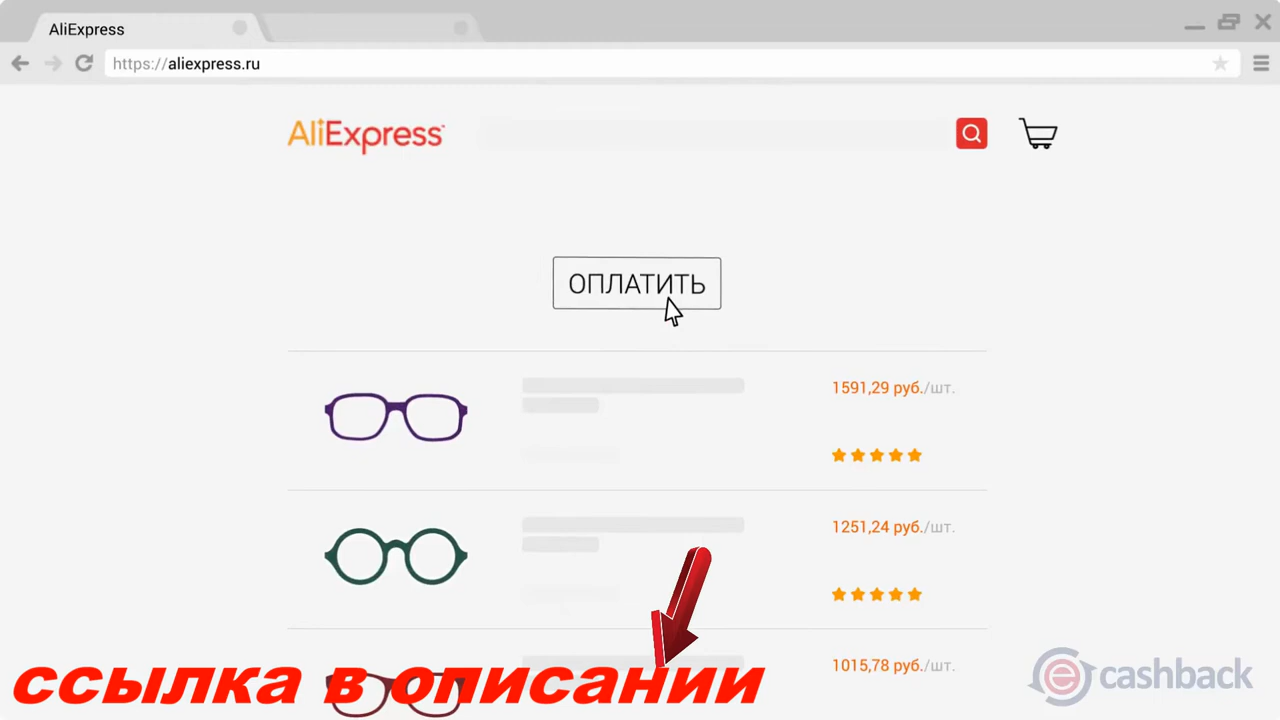 AliExpress
https://aliexpress.ru
AliExpress
ОПЛАТИТЬ
1591,29 руб./шт.
1251,24 руб./шт.
1015,78 руб./шт.
ссылка в описании
e cashback